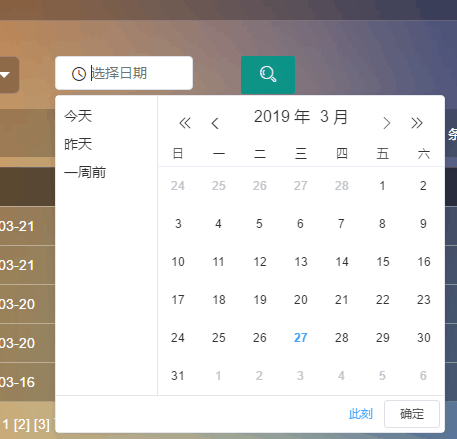 选择日期
今天
昨天
一周前
2019 年 3 月
日 一 二 三 四 五 六
24 25 26 27 28 1 2
3 4 5 6 7 8 9
10 11 12 13 14 15 16
17 18 19 20 21 22 23
24 25 26 27 28 29 30
31 1 2 3 4 5 6
此刻 确定
条
03-21
03-21
03-20
03-20
03-16
1 [2] [3]